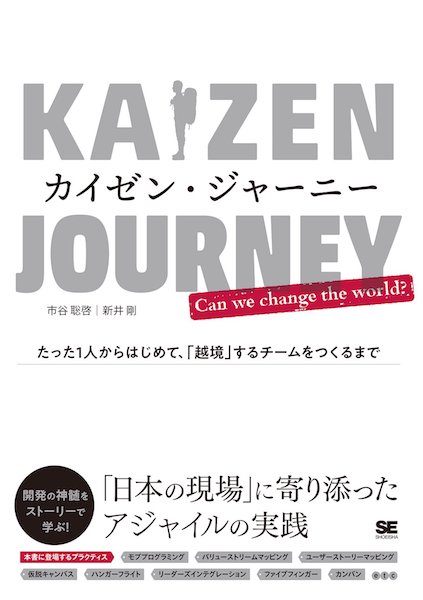 KAIZEN
カイゼン・ジャーニー
JOURNEY
Can we change the world?
市谷 聡啓｜新井 剛
たった1人からはじめて、「越境」するチームをつくるまで
開発の神髄を
ストーリーで
学ぶ!
「日本の現場」に寄り添った
アジャイルの実践
SE
SHOEISHA
本書に登場するプラクティス モブプログラミング バリューストリームマッピング ユーザーストーリーマッピング
仮説キャンバス ハンガーフライト リーダーズインテグレーション ファイブフィンガー カンバン etc